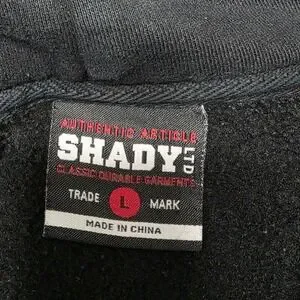 AUTHENTIC ARTICLE
SHADY LTD
CLASSIC DURABLE GARMENTS
TRADE L MARK
MADE IN CHINA